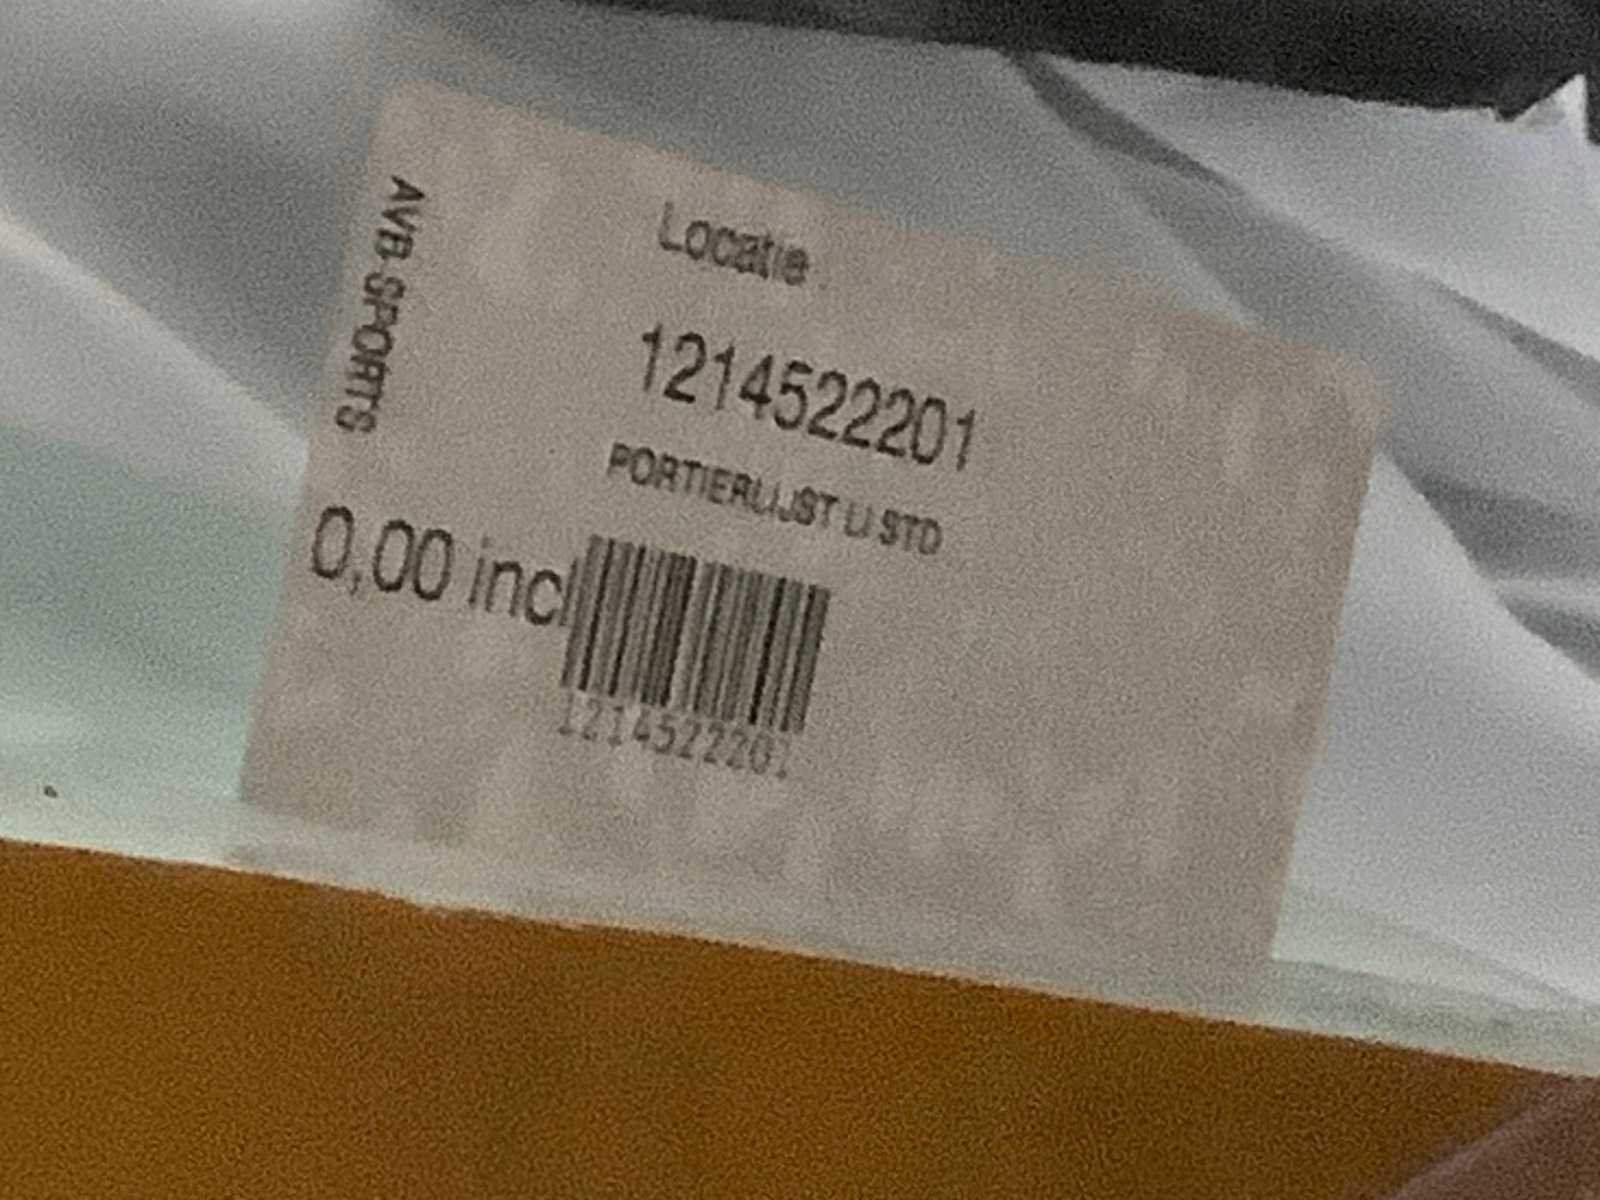 AVB-SPORTS
Locatie
1214522201
PORTIERLIJST LI STD
0,00 incl
1214522201